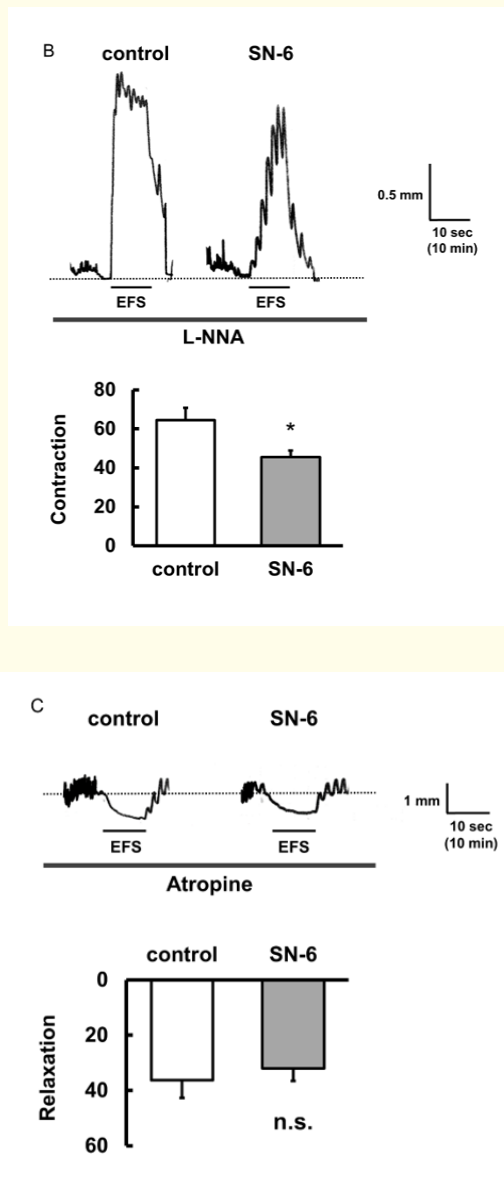 B
control SN-6
0.5 mm
10 sec
(10 min)
EFS EFS
L-NNA
80
60
40
20
0
Contraction
*
control SN-6
C
control SN-6
1 mm
10 sec
(10 min)
EFS EFS
Atropine
control SN-6
0
20
40
60
Relaxation
n.s.